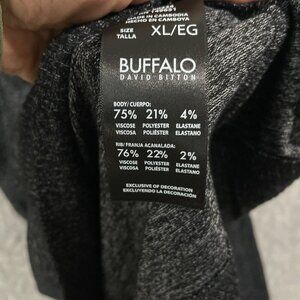 MADE IN CAMBODIA
HECHO EN CAMBOYA
SIZE
TALLA
XL/EG
BUFFALO
DAVID BITTON
BODY/CUERPO:
75% 21% 4%
VISCOSE POLYESTER ELASTANE
VISCOSA POLIÉSTER ELASTANO
RIB/FRANJA ACANALADA:
76% 22% 2%
VISCOSE POLYESTER ELASTANE
VISCOSA POLIÉSTER ELASTANO
EXCLUSIVE OF DECORATION
EXCLUYENDO LA DECORACIÓN